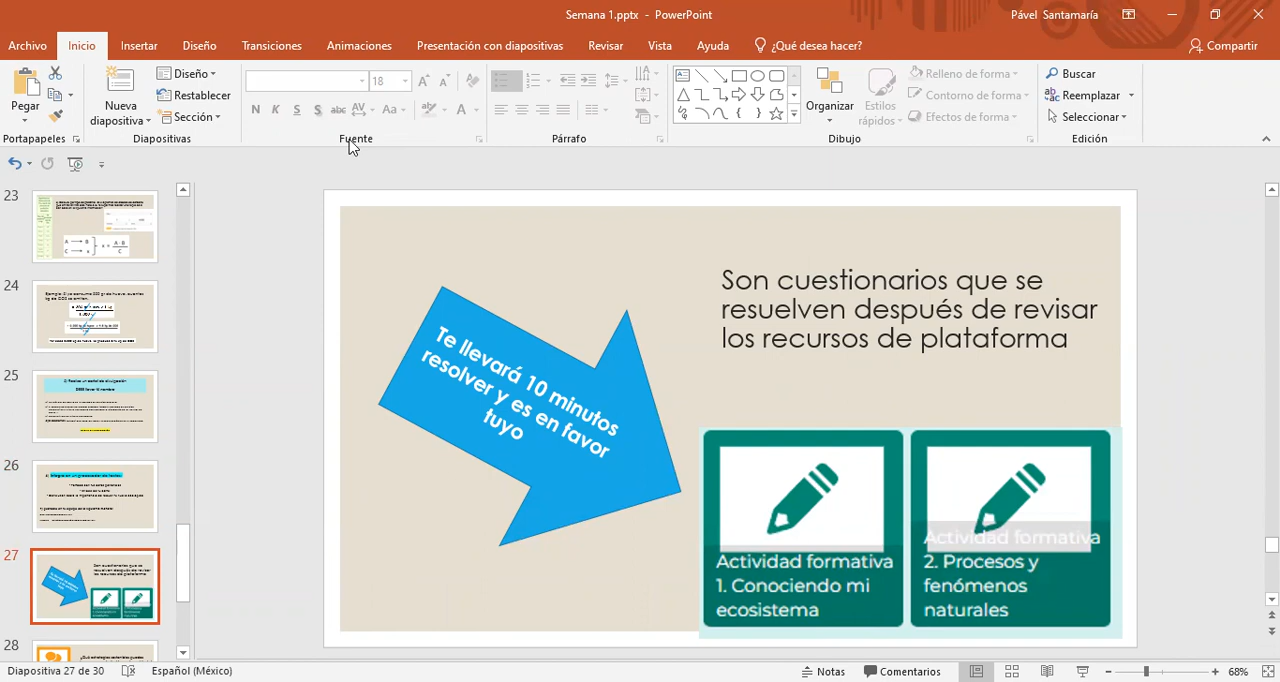 Semana 1.pptx - PowerPoint
Pável Santamaría
Archivo Inicio Insertar Diseño Transiciones Animaciones Presentación con diapositivas Revisar Vista Ayuda ¿Qué desea hacer? Compartir
Pegar
Nueva diapositiva
Diseño
Restablecer
Sección
18
N K S S abc AV Aa A
Organizar
Estilos rápidos
Relleno de forma
Contorno de forma
Efectos de forma
Buscar
Reemplazar
Seleccionar
Portapapeles Diapositivas Fuente Párrafo Dibujo Edición
23
24
25
26
27
28
Son cuestionarios que se
resuelven después de revisar
los recursos de plataforma
Te llevará 10 minutos
resolver y es en favor
tuyo
Actividad formativa
1. Conociendo mi
ecosistema
Actividad formativa
2. Procesos y
fenómenos
naturales
Diapositiva 27 de 30 Español (México) Notas Comentarios 68%